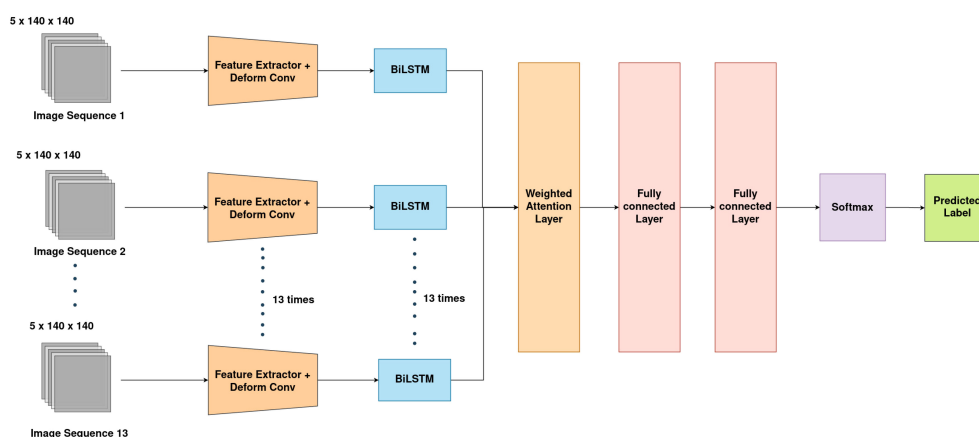 5 x 140 x 140
Image Sequence 1
Feature Extractor +
Deform Conv
BiLSTM
5 x 140 x 140
Image Sequence 2
Feature Extractor +
Deform Conv
BiLSTM
13 times
13 times
5 x 140 x 140
Image Sequence 13
Feature Extractor +
Deform Conv
BiLSTM
Weighted
Attention
Layer
Fully
connected
Layer
Fully
connected
Layer
Softmax
Predicted
Label